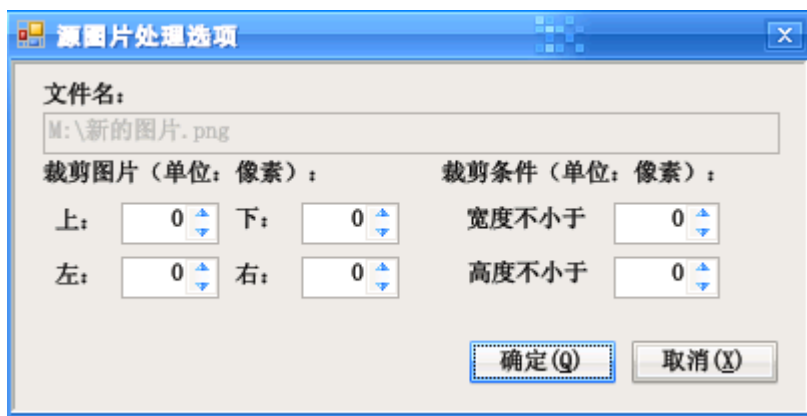 源图片处理选项
文件名：
M:\新的图片.png
裁剪图片（单位：像素）： 裁剪条件（单位：像素）：
上： 0 下： 0 宽度不小于 0
左： 0 右： 0 高度不小于 0
确定(Q) 取消(X)